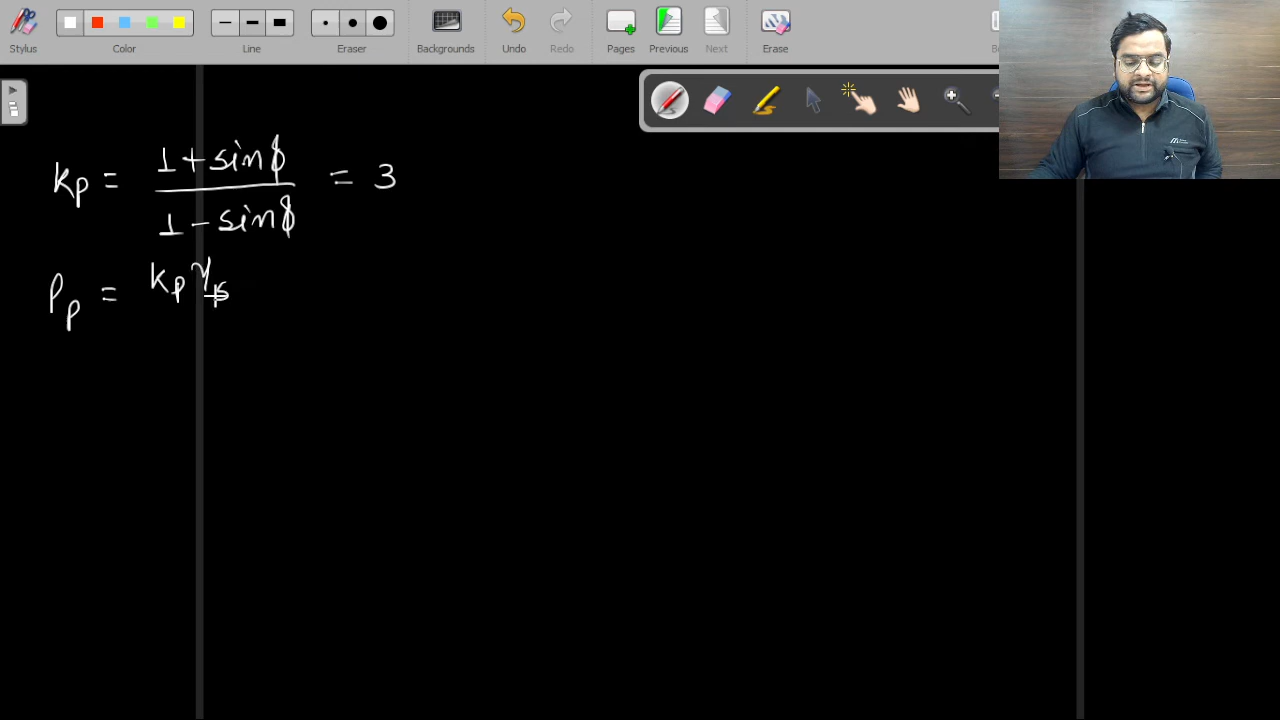 Stylus Color Line Eraser Backgrounds Undo Redo Pages Previous Next Erase
kp = 1 + sinϕ / 1 - sinϕ = 3
Pp = kp γ